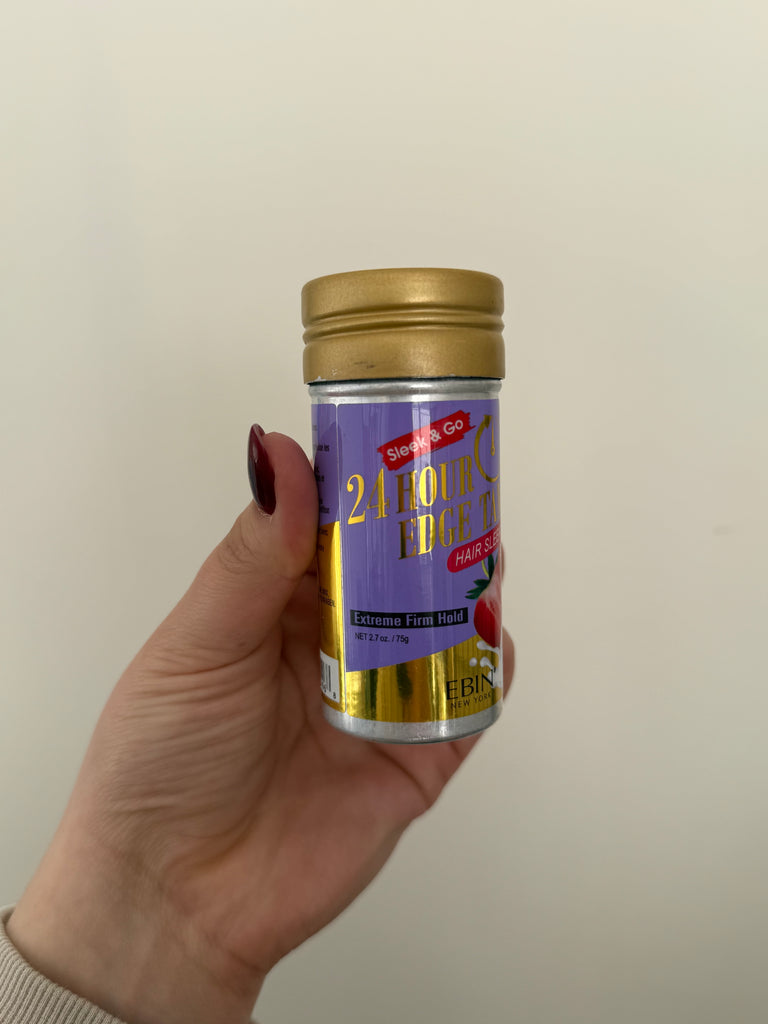 Sleek & Go
24 HOUR
EDGE
HAIR
Extreme Firm Hold
NET 2.7 oz. / 75g
EBIN
NEW YORK